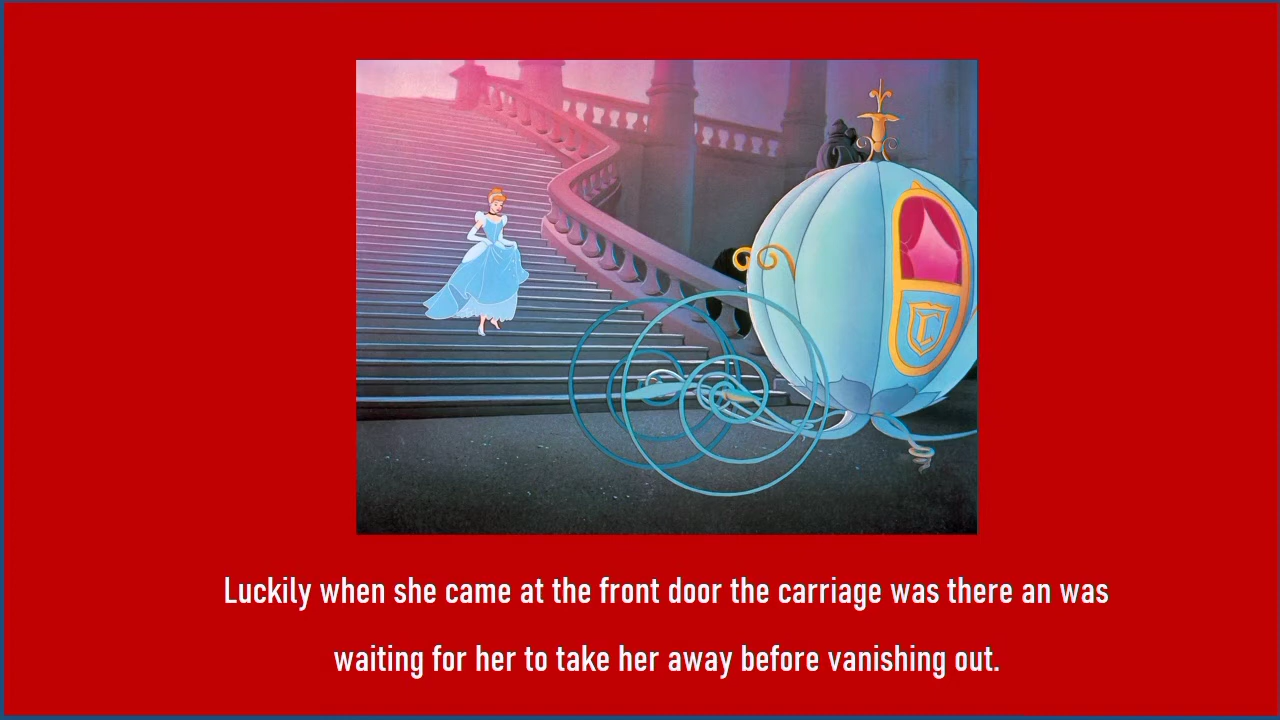 Luckily when she came at the front door the carriage was there an was
waiting for her to take her away before vanishing out.